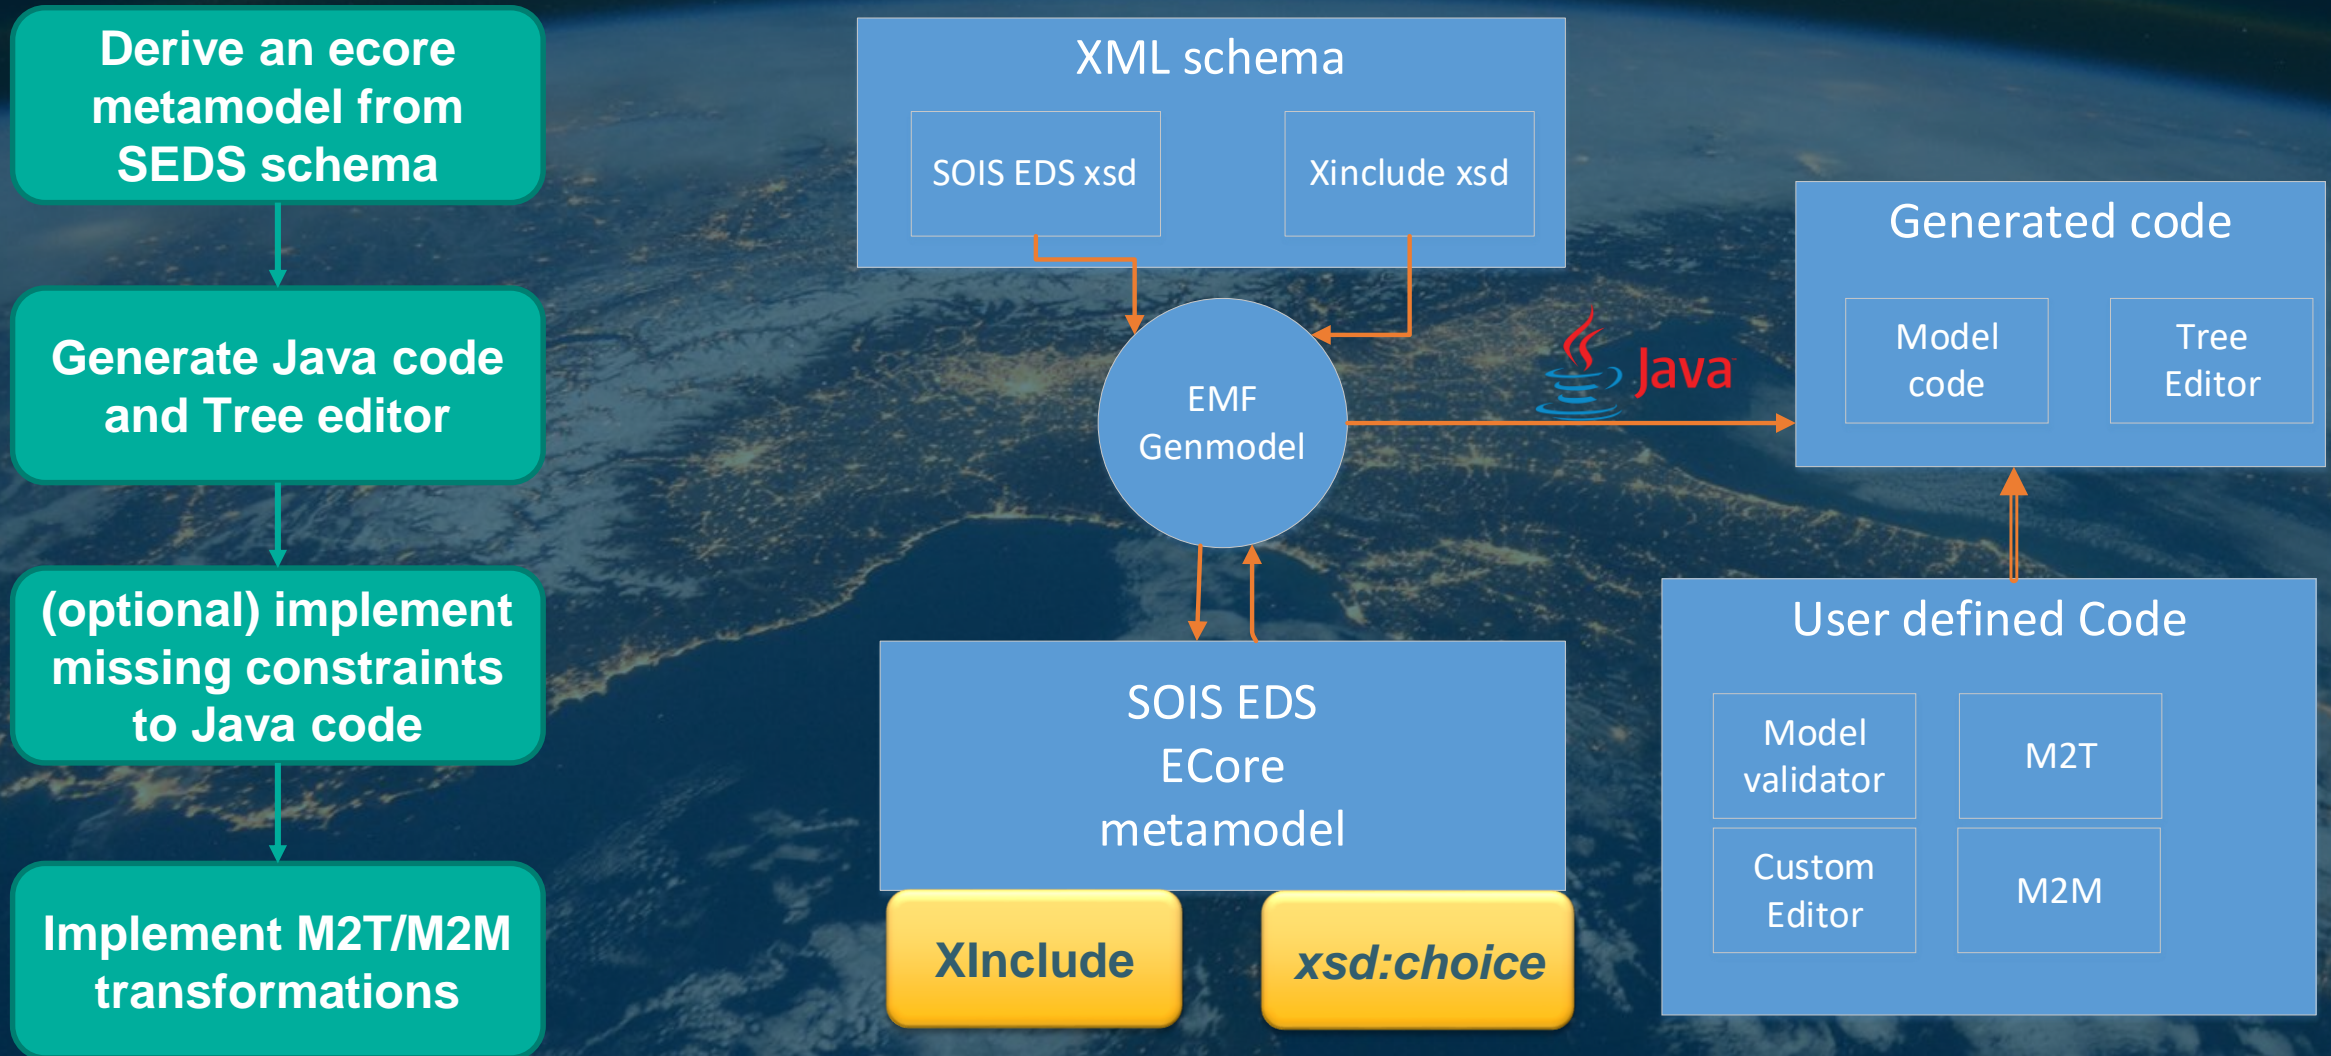 Derive an ecore
metamodel from
SEDS schema
Generate Java code
and Tree editor
(optional) implement
missing constraints
to Java code
Implement M2T/M2M
transformations
XML schema
SOIS EDS xsd
Xinclude xsd
EMF
Genmodel
Java
SOIS EDS
ECore
metamodel
XInclude
xsd:choice
Generated code
Model
code
Tree
Editor
User defined Code
Model
validator
M2T
Custom
Editor
M2M